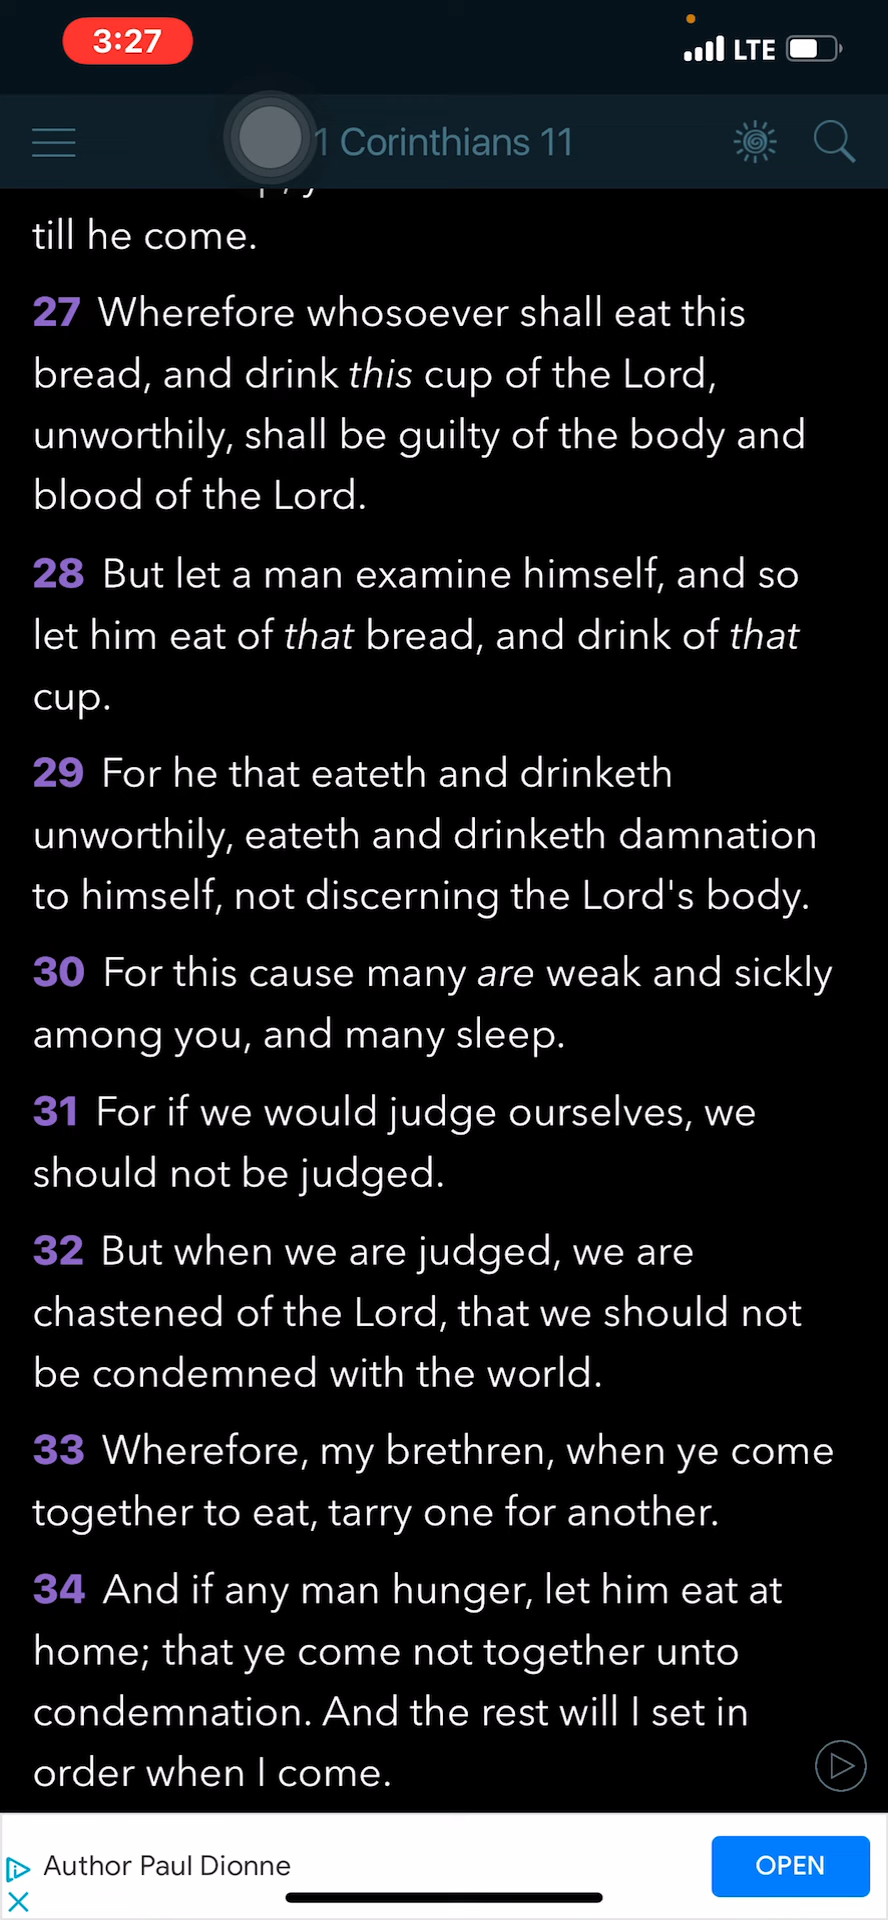 3:27
LTE
1 Corinthians 11
till he come.
27 Wherefore whosoever shall eat this
bread, and drink this cup of the Lord,
unworthily, shall be guilty of the body and
blood of the Lord.
28 But let a man examine himself, and so
let him eat of that bread, and drink of that
cup.
29 For he that eateth and drinketh
unworthily, eateth and drinketh damnation
to himself, not discerning the Lord's body.
30 For this cause many are weak and sickly
among you, and many sleep.
31 For if we would judge ourselves, we
should not be judged.
32 But when we are judged, we are
chastened of the Lord, that we should not
be condemned with the world.
33 Wherefore, my brethren, when ye come
together to eat, tarry one for another.
34 And if any man hunger, let him eat at
home; that ye come not together unto
condemnation. And the rest will I set in
order when I come.
Author Paul Dionne
OPEN